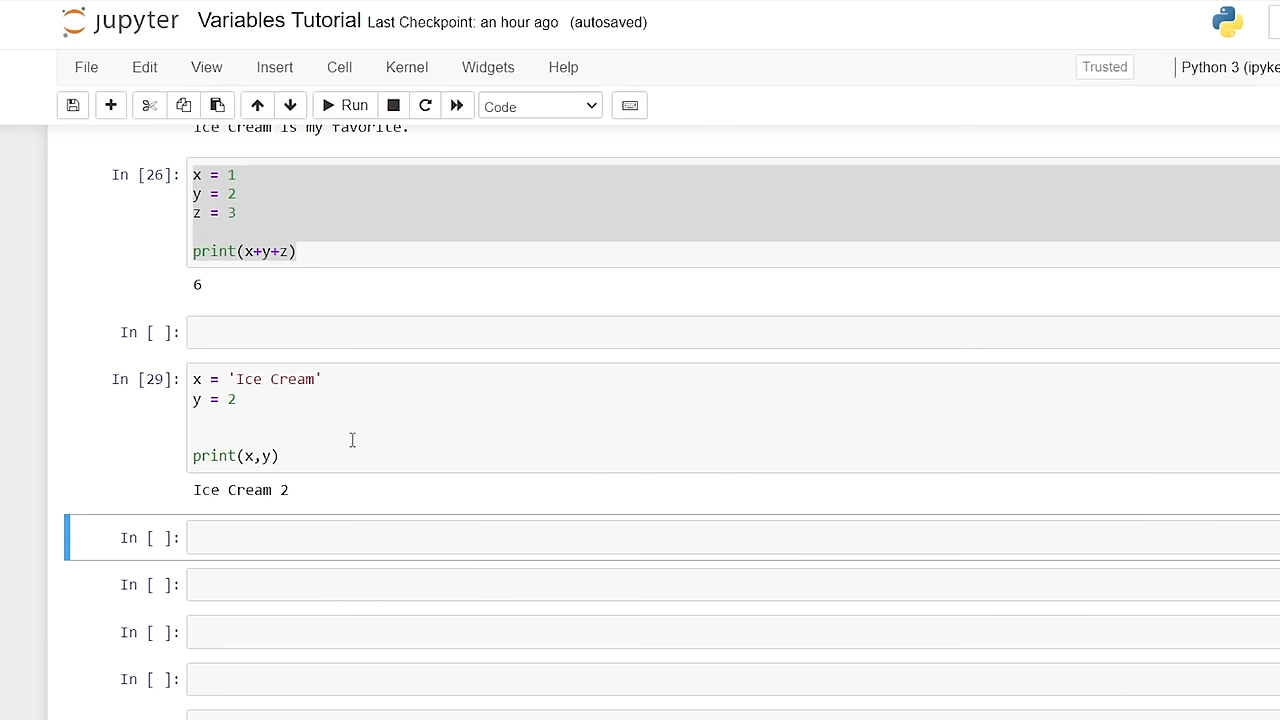 jupyter Variables Tutorial Last Checkpoint: an hour ago (autosaved)
File Edit View Insert Cell Kernel Widgets Help Trusted Python 3 (ipyke
Run Code
Ice Cream is my favorite.
In [26]: x = 1
y = 2
z = 3
print(x+y+z)
6
In [ ]:
In [29]: x = 'Ice Cream'
y = 2
print(x,y)
Ice Cream 2
In [ ]:
In [ ]:
In [ ]:
In [ ]: